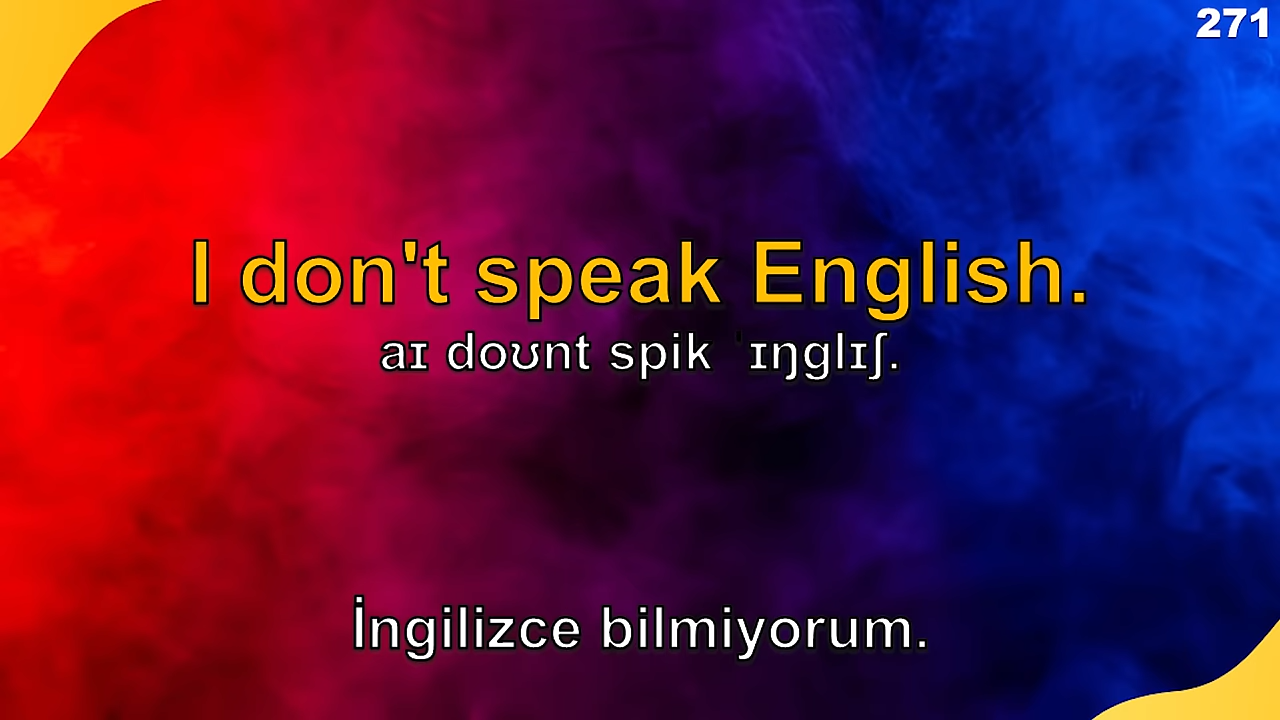 271
I don't speak English.
aɪ doʊnt spik ˈɪŋglɪʃ.
İngilizce bilmiyorum.